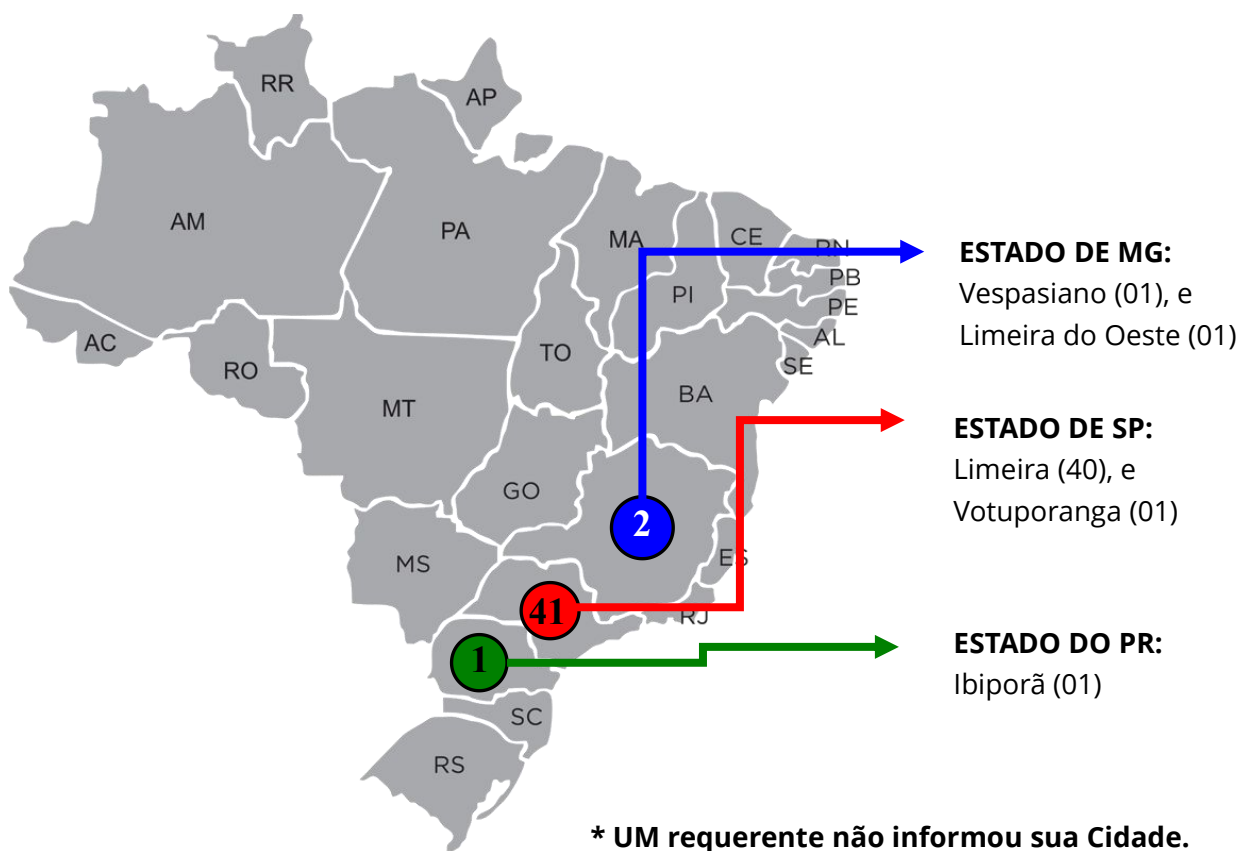 RR
AP
AM
PA
MA
CE
RN
PB
PI
PE
AL
SE
AC
RO
TO
BA
MT
GO
MS
ES
RJ
SC
RS
2
41
1
ESTADO DE MG:
Vespasiano (01), e
Limeira do Oeste (01)
ESTADO DE SP:
Limeira (40), e
Votuporanga (01)
ESTADO DO PR:
Ibiporã (01)
* UM requerente não informou sua Cidade.